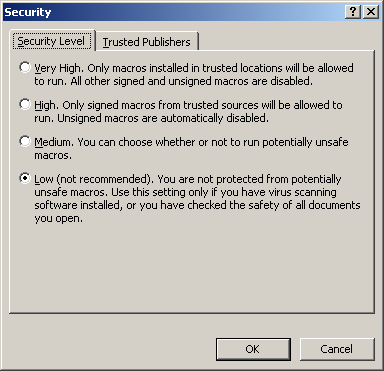 Security
Security Level Trusted Publishers
Very High. Only macros installed in trusted locations will be allowed
to run. All other signed and unsigned macros are disabled.
High. Only signed macros from trusted sources will be allowed to
run. Unsigned macros are automatically disabled.
Medium. You can choose whether or not to run potentially unsafe
macros.
Low (not recommended). You are not protected from potentially
unsafe macros. Use this setting only if you have virus scanning
software installed, or you have checked the safety of all documents
you open.
OK Cancel